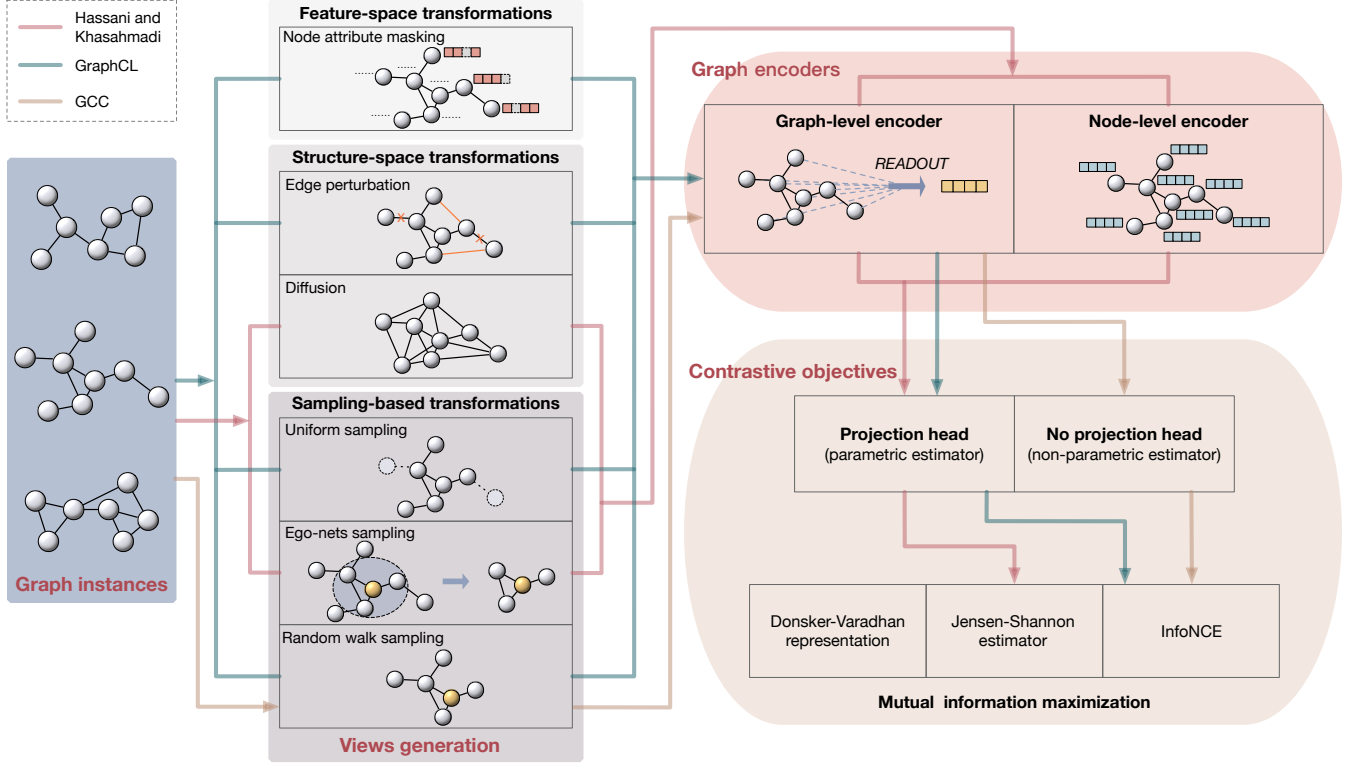 Hassani and
Khasahmadi
GraphCL
GCC
Graph instances
Feature-space transformations
Node attribute masking
Structure-space transformations
Edge perturbation
Diffusion
Sampling-based transformations
Uniform sampling
Ego-nets sampling
Random walk sampling
Views generation
Graph encoders
Graph-level encoder
READOUT
Node-level encoder
Contrastive objectives
Projection head
(parametric estimator)
No projection head
(non-parametric estimator)
Donsker-Varadhan
representation
Jensen-Shannon
estimator
InfoNCE
Mutual information maximization